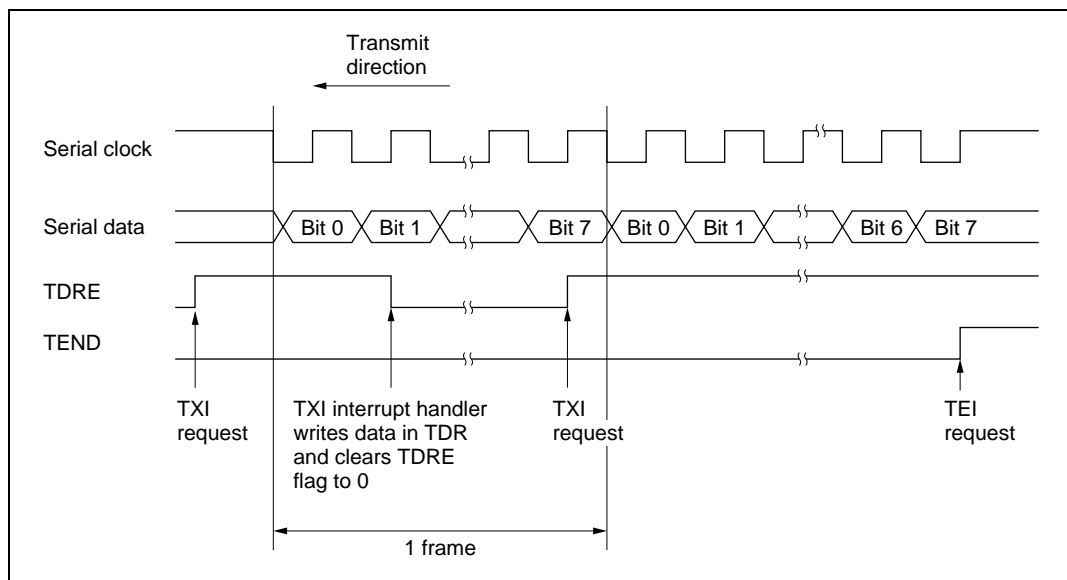 Transmit
direction
Serial clock
Serial data
Bit 0
Bit 1
Bit 7
Bit 0
Bit 1
Bit 6
Bit 7
TDRE
TEND
TXI
request
TXI interrupt handler
writes data in TDR
and clears TDRE
flag to 0
TXI
request
TEI
request
1 frame